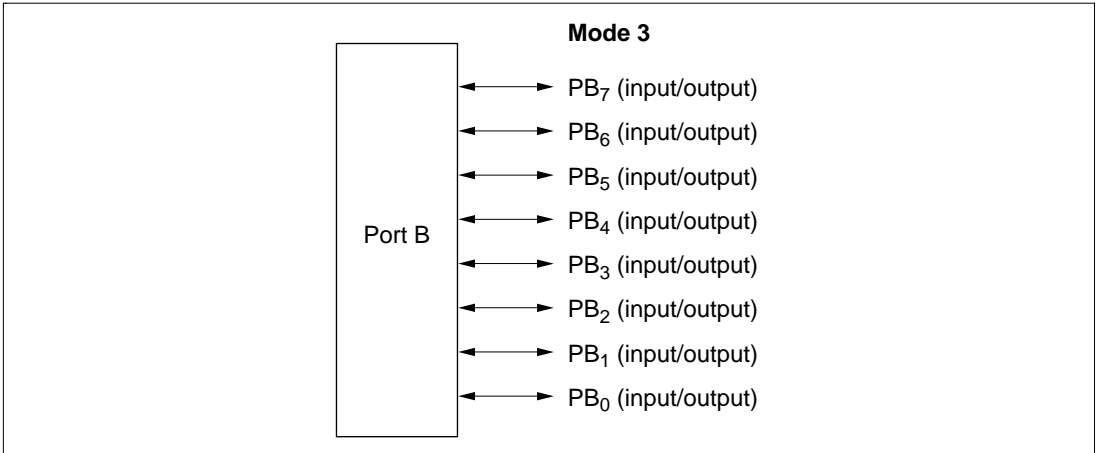 Mode 3
PB7 (input/output)
PB6 (input/output)
PB5 (input/output)
PB4 (input/output)
Port B
PB3 (input/output)
PB2 (input/output)
PB1 (input/output)
PB0 (input/output)